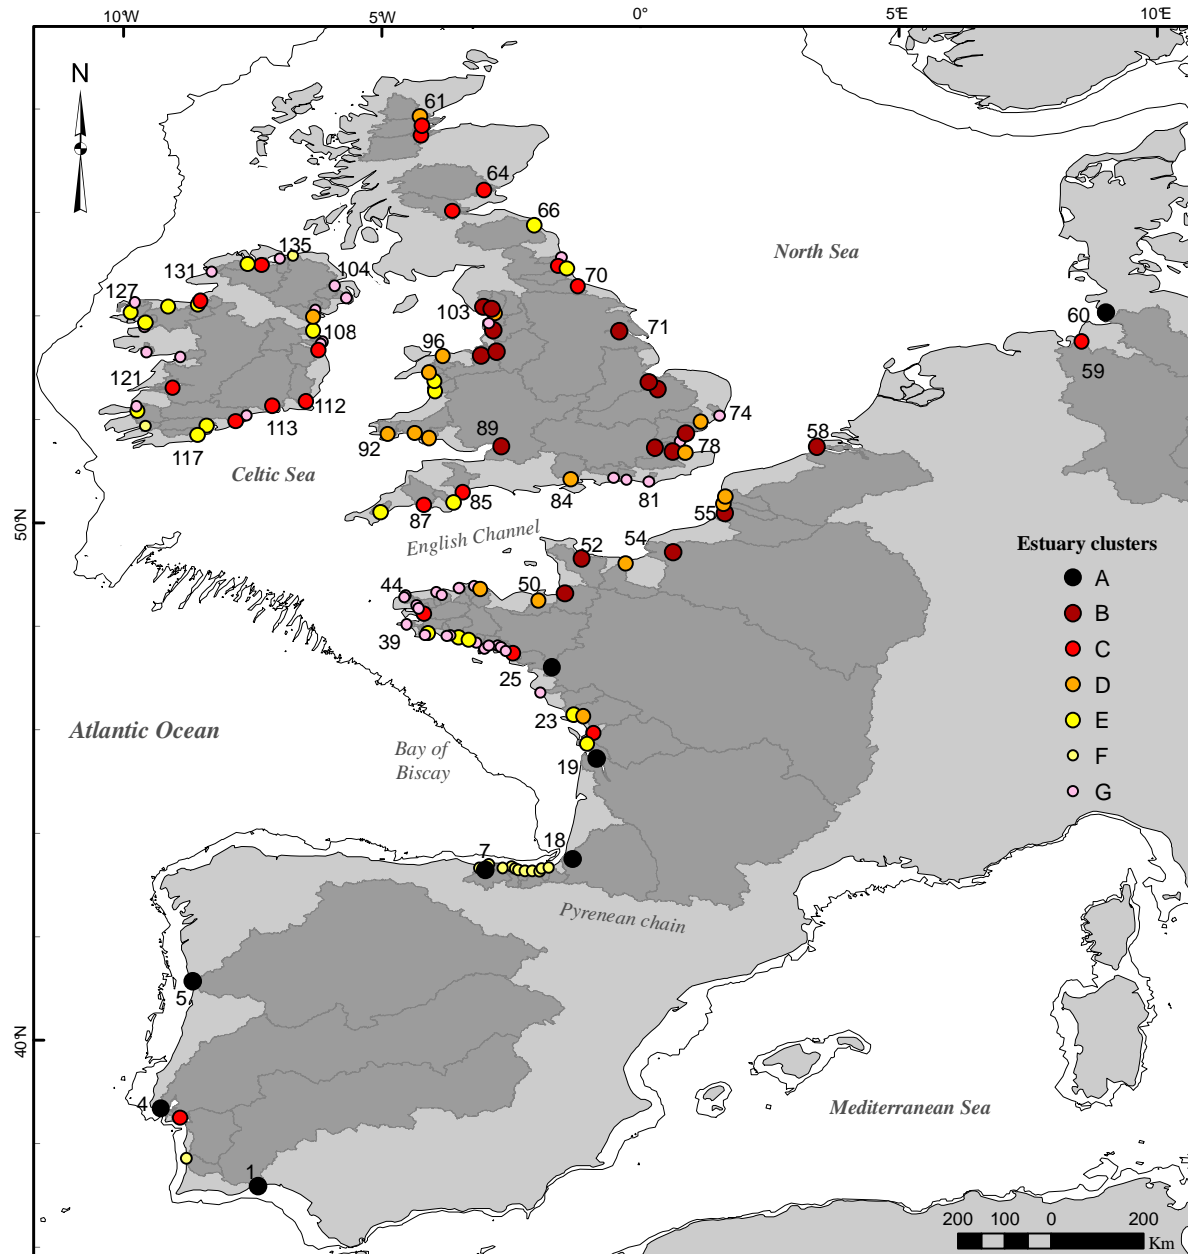 10°W 5°W 0° 5°E 10°E
N
61
64
66
North Sea
135
131 104
127
70
103 108
71
60
96
59
121
112
74
89
113
92
78 58
117
Celtic Sea
84 81
85
87
55
50°N
English Channel
54
52
Estuary clusters
A
44 50
B
39
C
25
D
23
E
Atlantic Ocean
Bay of
Biscay
19
F
G
18
7
Pyrenean chain
5
40°N
4
Mediterranean Sea
1
200 100 0 200
Km